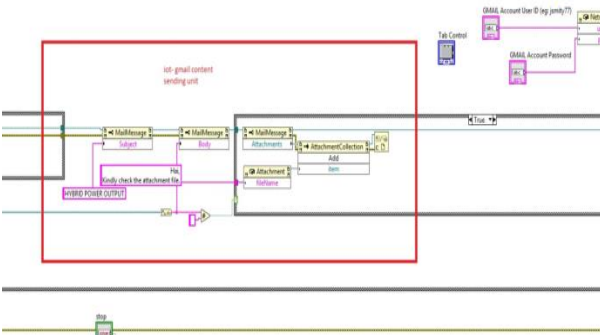 GMAIL Account User ID (eg: jsmity??)
Tab Control
GMAIL Account Password
iot- gmail content
sending unit
True
MailMessage
Subject
MailMessage
Body
MailMessage
Attachments
AttachmentCollection
Add
item
Attachment
fileName
Hai,
Kindly check the attachment file.
HYBRID POWER OUTPUT
stop